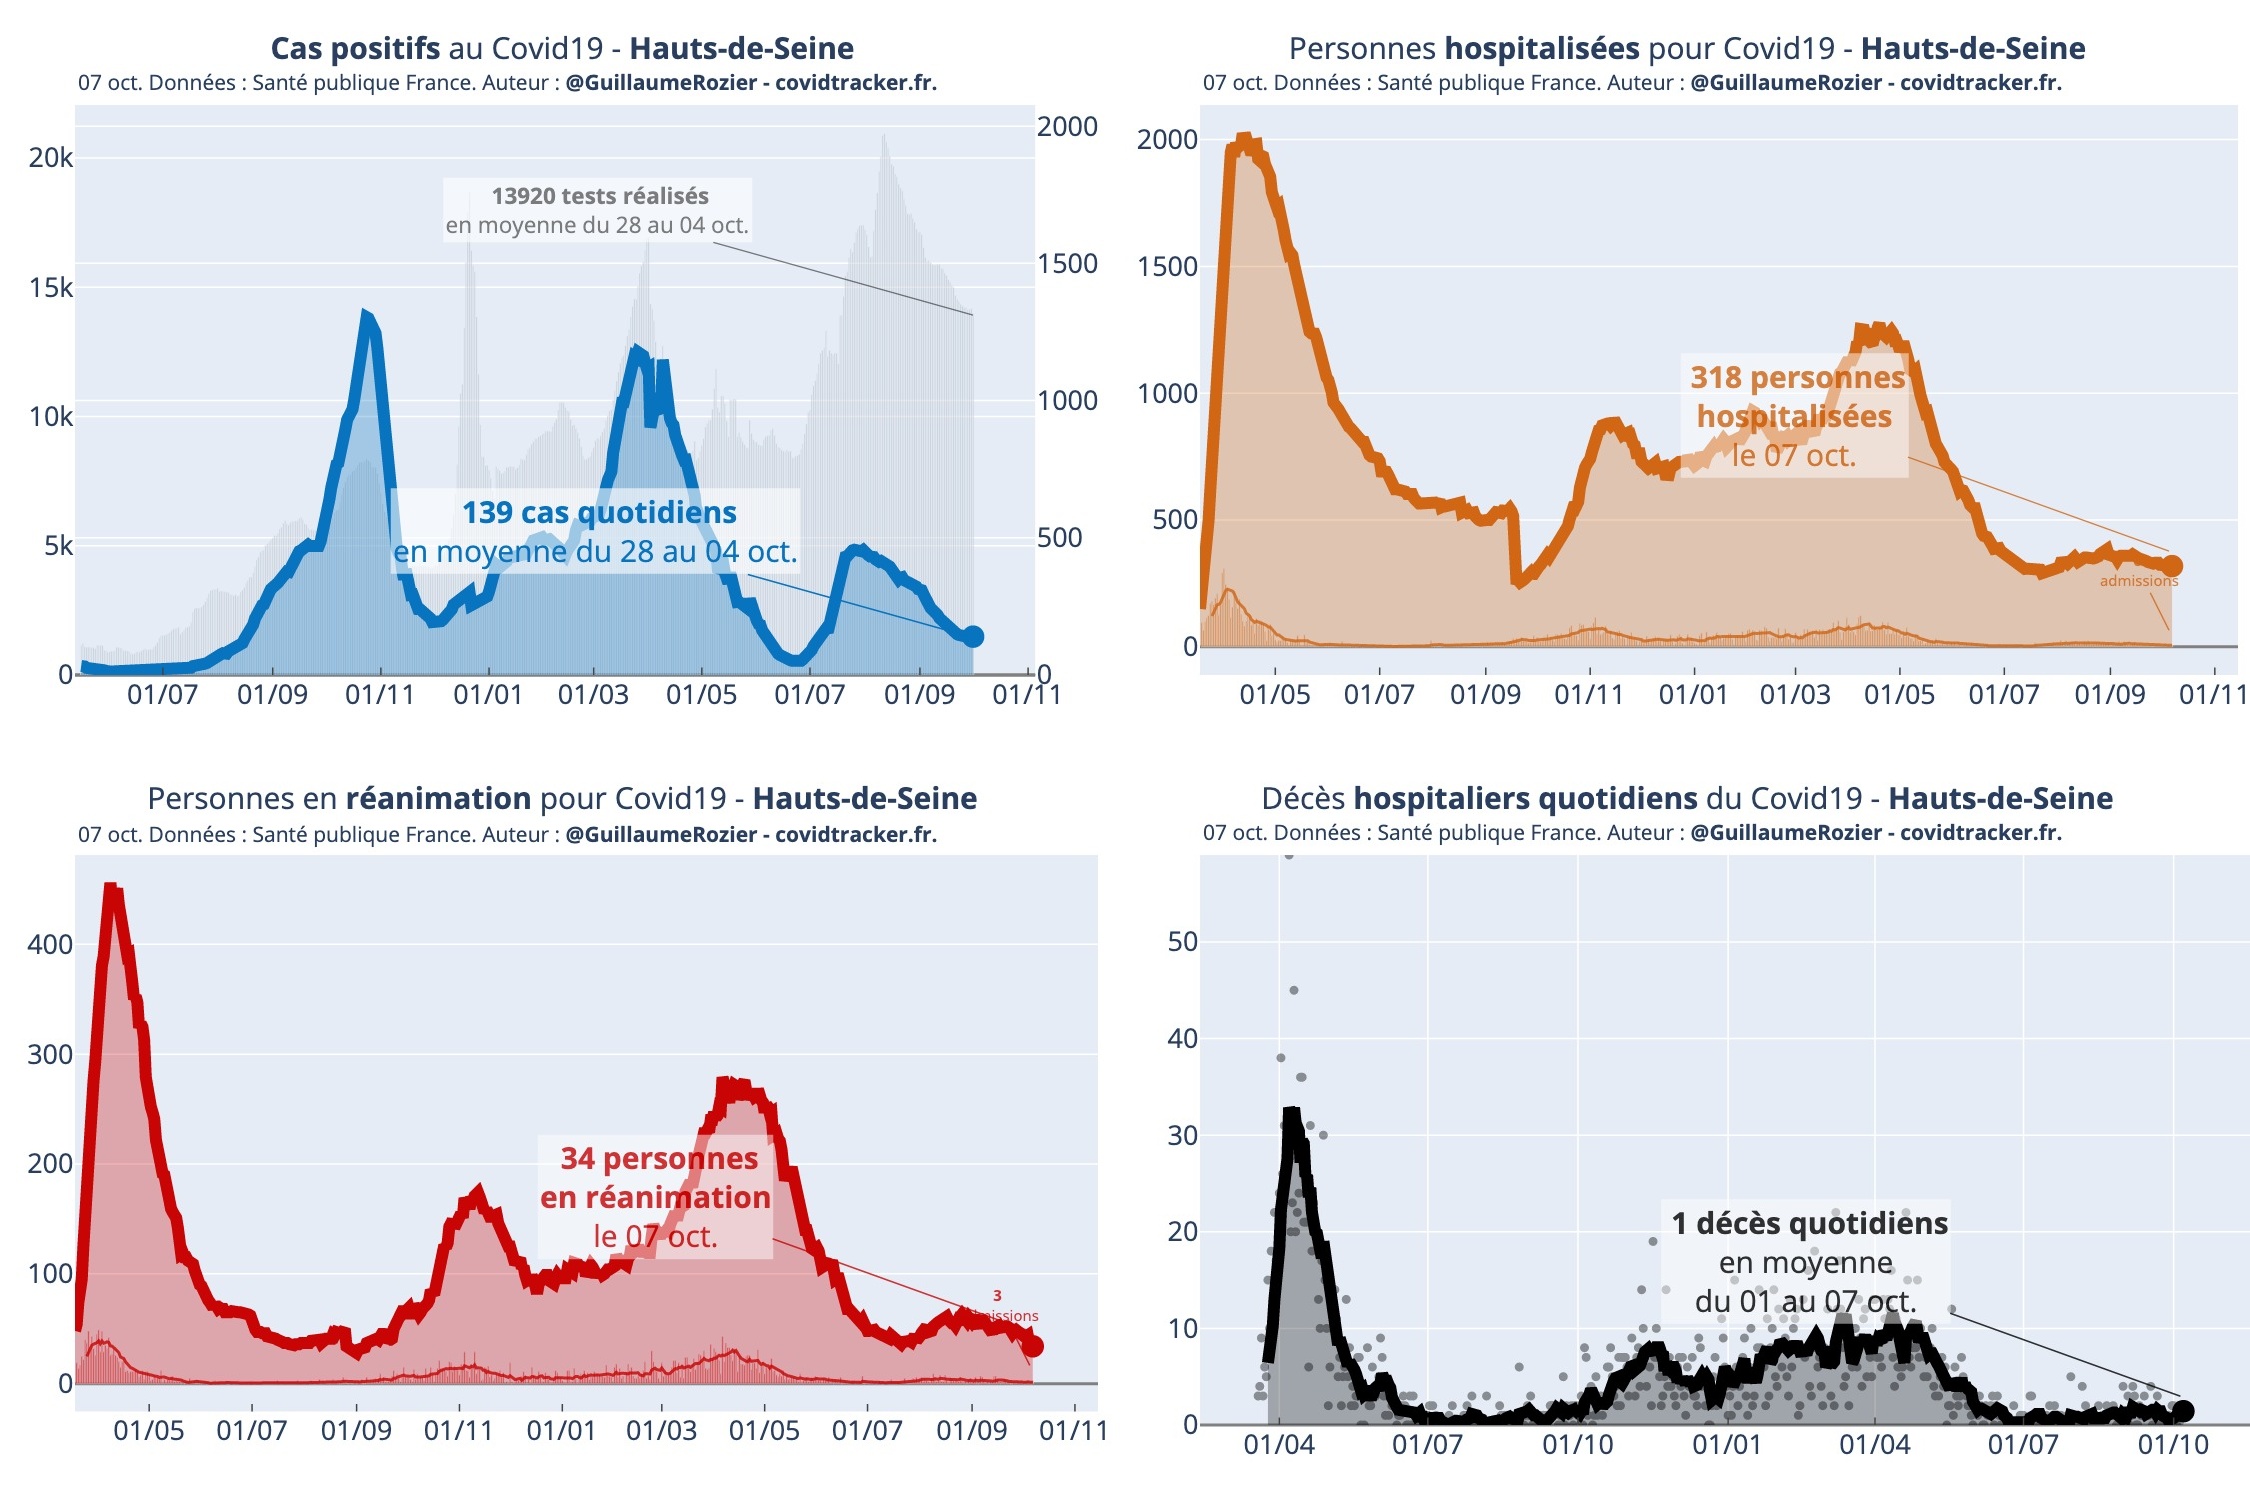 Cas positifs au Covid19 - Hauts-de-Seine
07 oct. Données : Santé publique France. Auteur : @GuillaumeRozier - covidtracker.fr.
20k
15k
10k
5k
0
2000
1500
1000
500
0
13920 tests réalisés
en moyenne du 28 au 04 oct.
139 cas quotidiens
en moyenne du 28 au 04 oct.
01/07 01/09 01/11 01/01 01/03 01/05 01/07 01/09 01/11
Personnes hospitalisées pour Covid19 - Hauts-de-Seine
07 oct. Données : Santé publique France. Auteur : @GuillaumeRozier - covidtracker.fr.
2000
1500
1000
500
0
318 personnes
hospitalisées
le 07 oct.
admissions
01/05 01/07 01/09 01/11 01/01 01/03 01/05 01/07 01/09 01/11
Personnes en réanimation pour Covid19 - Hauts-de-Seine
07 oct. Données : Santé publique France. Auteur : @GuillaumeRozier - covidtracker.fr.
400
300
200
100
0
34 personnes
en réanimation
le 07 oct.
3
01/05 01/07 01/09 01/11 01/01 01/03 01/05 01/07 01/09 01/11
Décès hospitaliers quotidiens du Covid19 - Hauts-de-Seine
07 oct. Données : Santé publique France. Auteur : @GuillaumeRozier - covidtracker.fr.
50
40
30
20
10
0
1 décès quotidiens
en moyenne
du 01 au 07 oct.
01/04 01/07 01/10 01/01 01/04 01/07 01/10